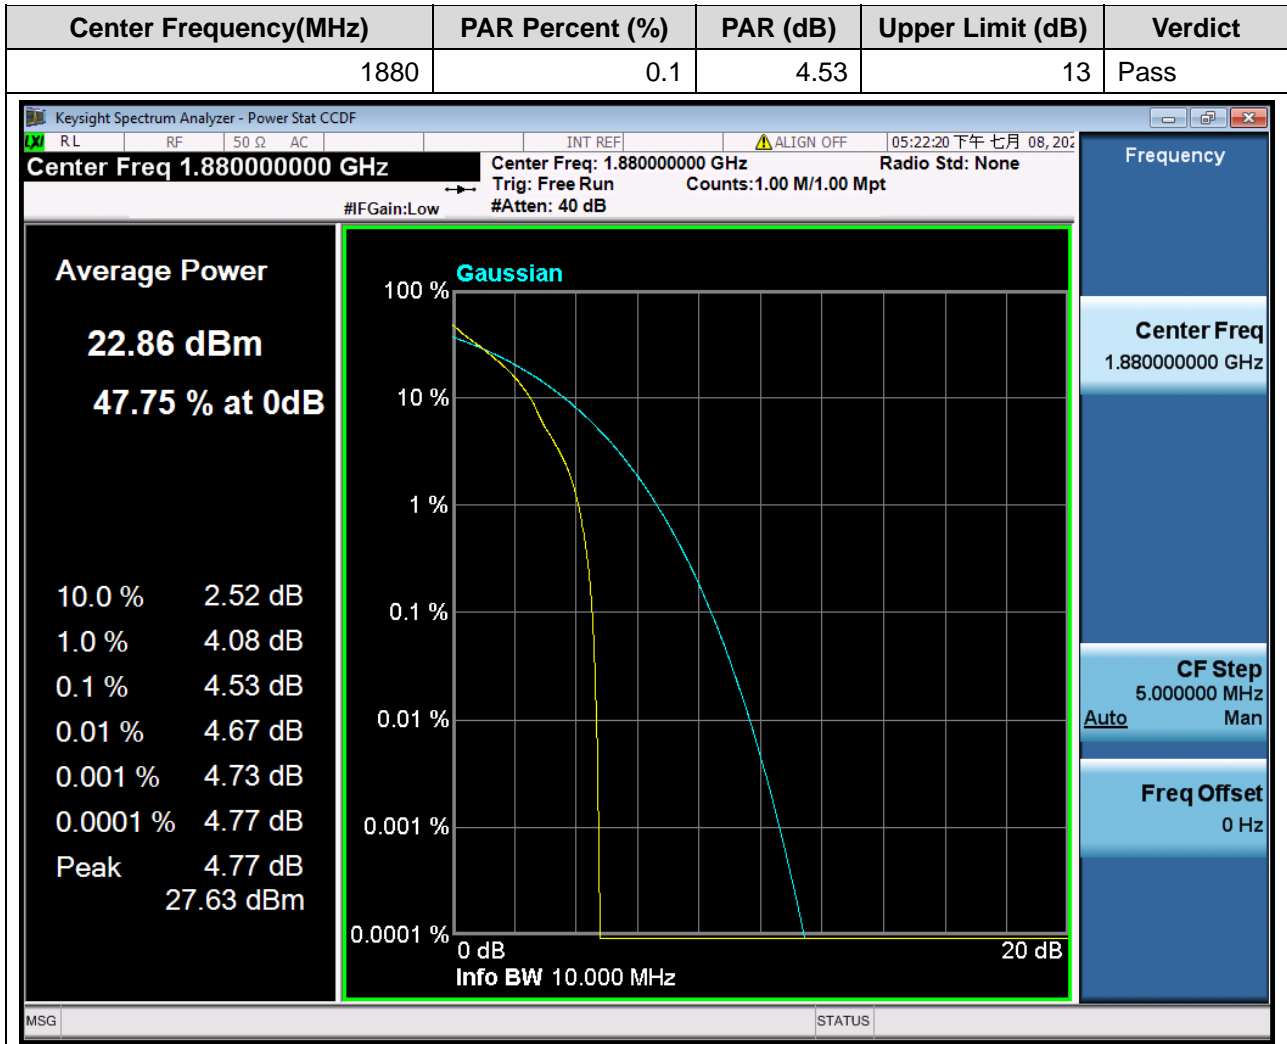 Center Frequency(MHz) PAR Percent (%) PAR (dB) Upper Limit (dB) Verdict
1880 0.1 4.53 13 Pass
Keysight Spectrum Analyzer - Power Stat CCDF
LXI RL RF 50 Ω AC INT REF ALIGN OFF 05:22:20 下午 七月 08, 202
Center Freq 1.880000000 GHz
Center Freq: 1.880000000 GHz Radio Std: None
Trig: Free Run Counts:1.00 M/1.00 Mpt
#IFGain:Low #Atten: 40 dB
Average Power
22.86 dBm
47.75 % at 0dB
10.0 % 2.52 dB
1.0 % 4.08 dB
0.1 % 4.53 dB
0.01 % 4.67 dB
0.001 % 4.73 dB
0.0001 % 4.77 dB
Peak 4.77 dB
27.63 dBm
Gaussian
100 %
10 %
1 %
0.1 %
0.01 %
0.001 %
0.0001 %
0 dB 20 dB
Info BW 10.000 MHz
Frequency
Center Freq
1.880000000 GHz
CF Step
5.000000 MHz
Auto Man
Freq Offset
0 Hz
MSG STATUS